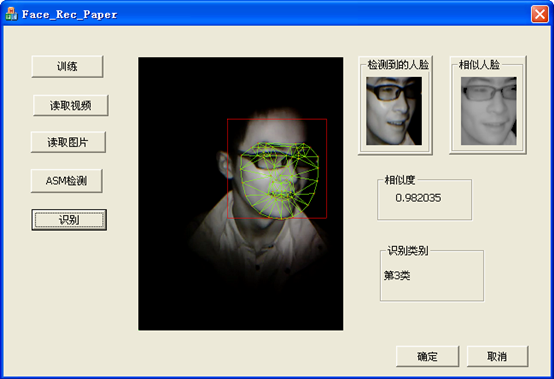 Face_Rec_Paper
训练
读取视频
读取图片
ASM检测
识别
检测到的人脸
相似人脸
相似度
0.982035
识别类别
第3类
确定
取消